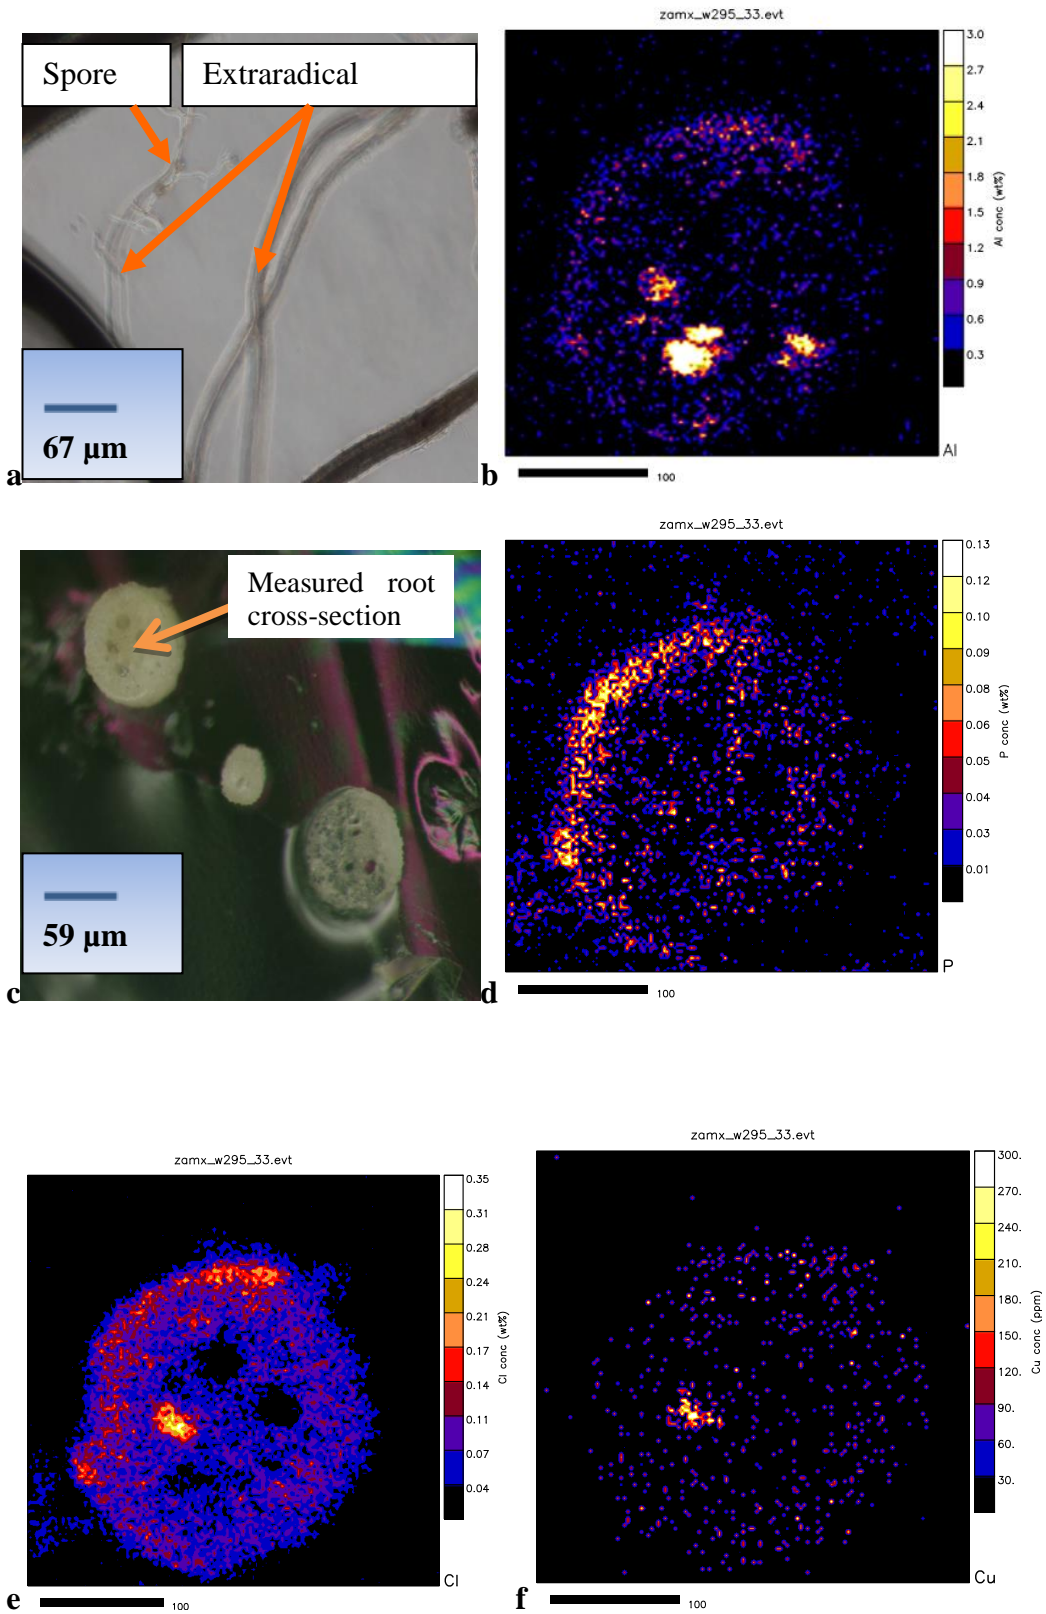 Spore
Extraradical
67 µm
a
zamx_w295_33.evt
3.0
2.7
2.4
2.1
1.8
1.5
1.2
0.9
0.6
0.3
Al conc (wt%)
Al
100
b
Measured root
cross-section
59 µm
c
zamx_w295_33.evt
0.13
0.12
0.10
0.09
0.08
0.06
0.05
0.04
0.03
0.01
P conc (wt%)
P
100
d
zamx_w295_33.evt
0.35
0.31
0.28
0.24
0.21
0.17
0.14
0.11
0.07
0.04
Cl conc (wt%)
Cl
100
e
zamx_w295_33.evt
300.
270.
240.
210.
180.
150.
120.
90.
60.
30.
Cu conc (ppm)
Cu
100
f